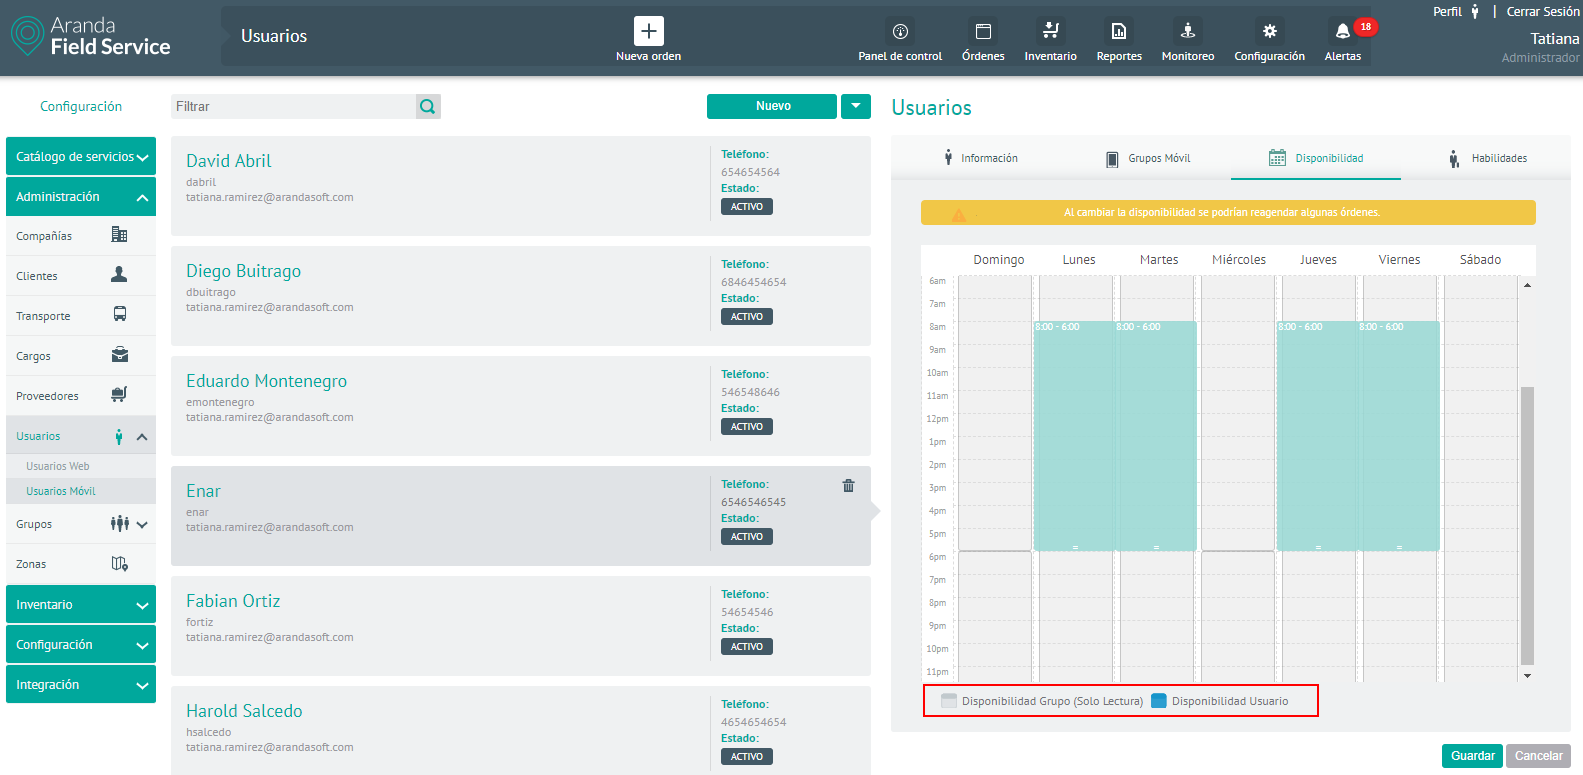 Aranda
Field Service
Usuarios
Nueva orden
Panel de control
Órdenes
Inventario
Reportes
Monitoreo
Configuración
Alertas
18
Perfil | Cerrar Sesión
Tatiana
Administrador
Configuración
Catálogo de servicios
Administración
Compañías
Clientes
Transporte
Cargos
Proveedores
Usuarios
Usuarios Web
Usuarios Móvil
Grupos
Zonas
Inventario
Configuración
Integración
Filtrar
Nuevo
David Abril
dabril
tatiana.ramirez@arandasoft.com
Teléfono:
654654564
Estado:
ACTIVO
Diego Buitrago
dbuitrago
tatiana.ramirez@arandasoft.com
Teléfono:
6846454654
Estado:
ACTIVO
Eduardo Montenegro
emontenegro
tatiana.ramirez@arandasoft.com
Teléfono:
546548646
Estado:
ACTIVO
Enar
enar
tatiana.ramirez@arandasoft.com
Teléfono:
6546546545
Estado:
ACTIVO
Fabian Ortiz
fortiz
tatiana.ramirez@arandasoft.com
Teléfono:
54654546
Estado:
ACTIVO
Harold Salcedo
hsalcedo
tatiana.ramirez@arandasoft.com
Teléfono:
4654654654
Estado:
ACTIVO
Usuarios
Información
Grupos Móvil
Disponibilidad
Habilidades
Al cambiar la disponibilidad se podrían reagendar algunas órdenes.
Domingo Lunes Martes Miércoles Jueves Viernes Sábado
6am
7am
8am 8:00 - 6:00 8:00 - 6:00 8:00 - 6:00 8:00 - 6:00
9am
10am
11am
12pm
1pm
2pm
3pm
4pm
5pm
6pm
7pm
8pm
9pm
10pm
11pm
Disponibilidad Grupo (Solo Lectura) Disponibilidad Usuario
Guardar Cancelar